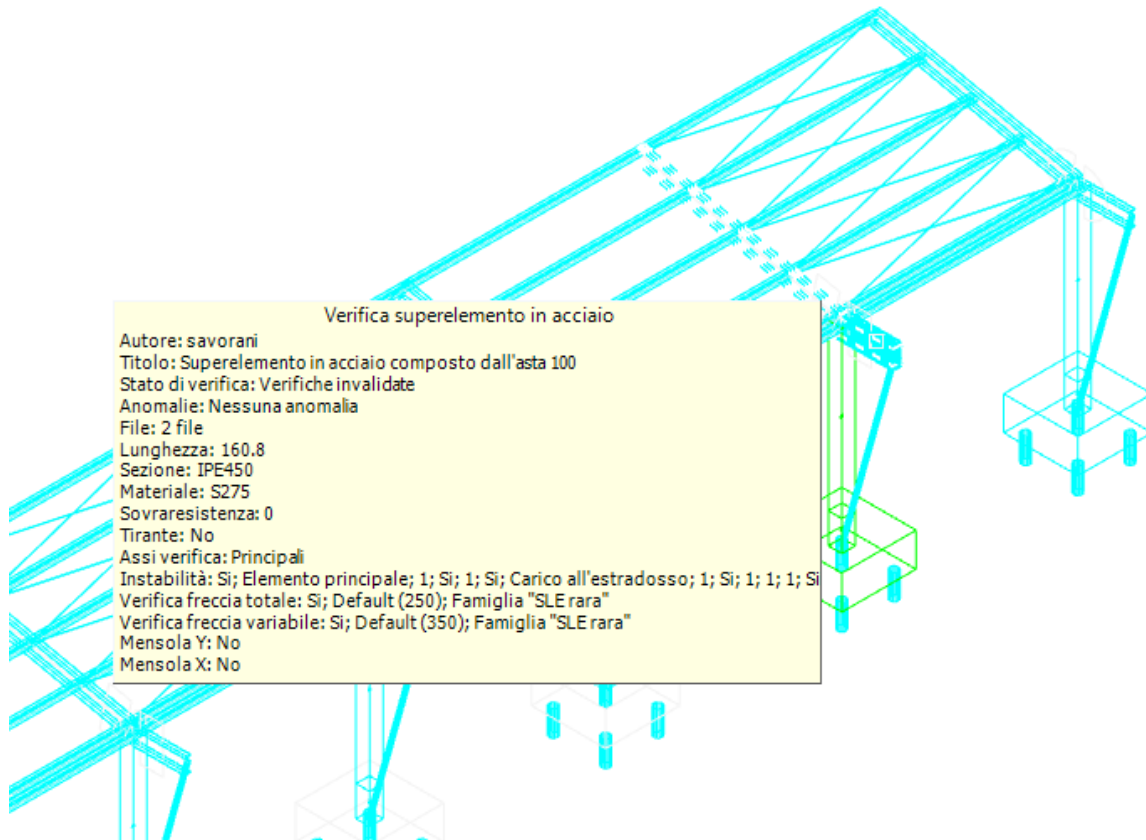 Verifica superelemento in acciaio
Autore: savorani
Titolo: Superelemento in acciaio composto dall'asta 100
Stato di verifica: Verifiche invalidate
Anomalie: Nessuna anomalia
File: 2 file
Lunghezza: 160.8
Sezione: IPE450
Materiale: S275
Sovraresistenza: 0
Tirante: No
Assi verifica: Principali
Instabilità: Si; Elemento principale; 1; Si; 1; Si; Carico all'estradosso; 1; Si; 1; 1; 1; Si
Verifica freccia totale: Si; Default (250); Famiglia "SLE rara"
Verifica freccia variabile: Si; Default (350); Famiglia "SLE rara"
Mensola Y: No
Mensola X: No